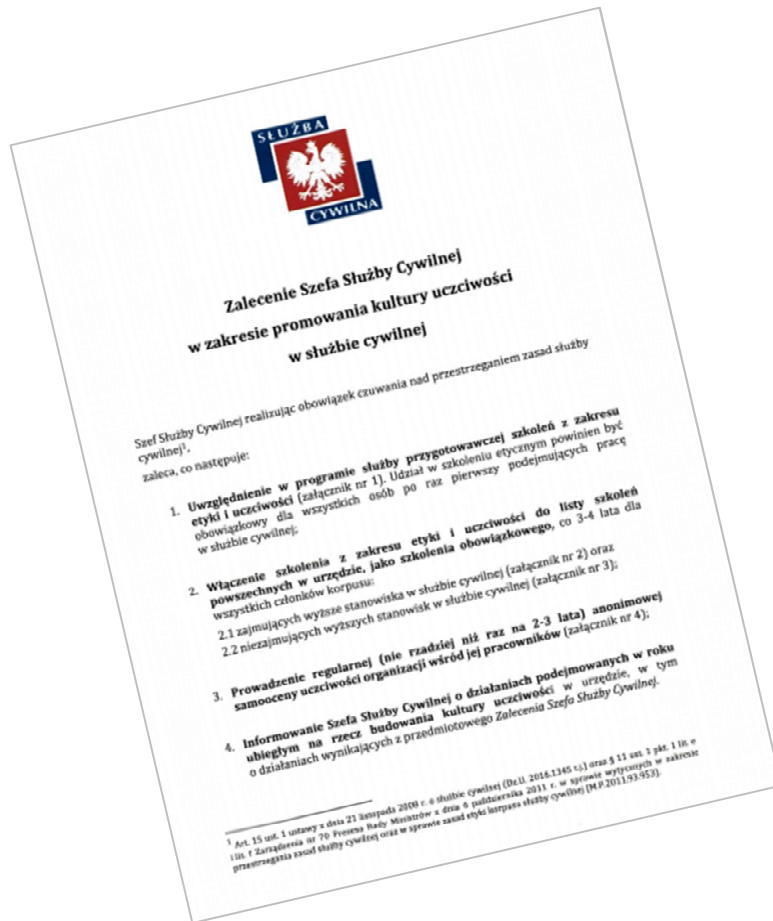 SŁUŻBA
CYWILNA
Zalecenie Szefa Służby Cywilnej
w zakresie promowania kultury uczciwości
w służbie cywilnej
Szef Służby Cywilnej realizując obowiązek czuwania nad przestrzeganiem zasad służby
cywilnej¹,
zaleca, co następuje:
1. Uwzględnienie w programie służby przygotowawczej szkoleń z zakresu
etyki i uczciwości (załącznik nr 1). Udział w szkoleniu etycznym powinien być
obowiązkowy dla wszystkich osób po raz pierwszy podejmujących pracę
w służbie cywilnej;
2. Włączenie szkolenia z zakresu etyki i uczciwości do listy szkoleń
powszechnych w urzędzie, jako szkolenia obowiązkowego, co 3-4 lata dla
wszystkich członków korpusu:
2.1 zajmujących wyższe stanowiska w służbie cywilnej (załącznik nr 2) oraz
2.2 niezajmujących wyższych stanowisk w służbie cywilnej (załącznik nr 3);
3. Prowadzenie regularnej (nie rzadziej niż raz na 2-3 lata) anonimowej
samooceny uczciwości organizacji wśród jej pracowników (załącznik nr 4);
4. Informowanie Szefa Służby Cywilnej o działaniach podejmowanych w roku
ubiegłym na rzecz budowania kultury uczciwości w urzędzie, w tym
o działaniach wynikających z przedmiotowego Zalecenia Szefa Służby Cywilnej.
¹ Art. 15 ust. 1 ustawy z dnia 21 listopada 2008 r. o służbie cywilnej (Dz.U. 2016.1345 t.j.) oraz § 11 ust. 1 pkt. 1 lit. e
i lit. f Zarządzenia nr 70 Prezesa Rady Ministrów z dnia 6 października 2011 r. w sprawie wytycznych w zakresie
przestrzegania zasad służby cywilnej oraz w sprawie zasad etyki korpusu służby cywilnej (M.P.2011.93.953).